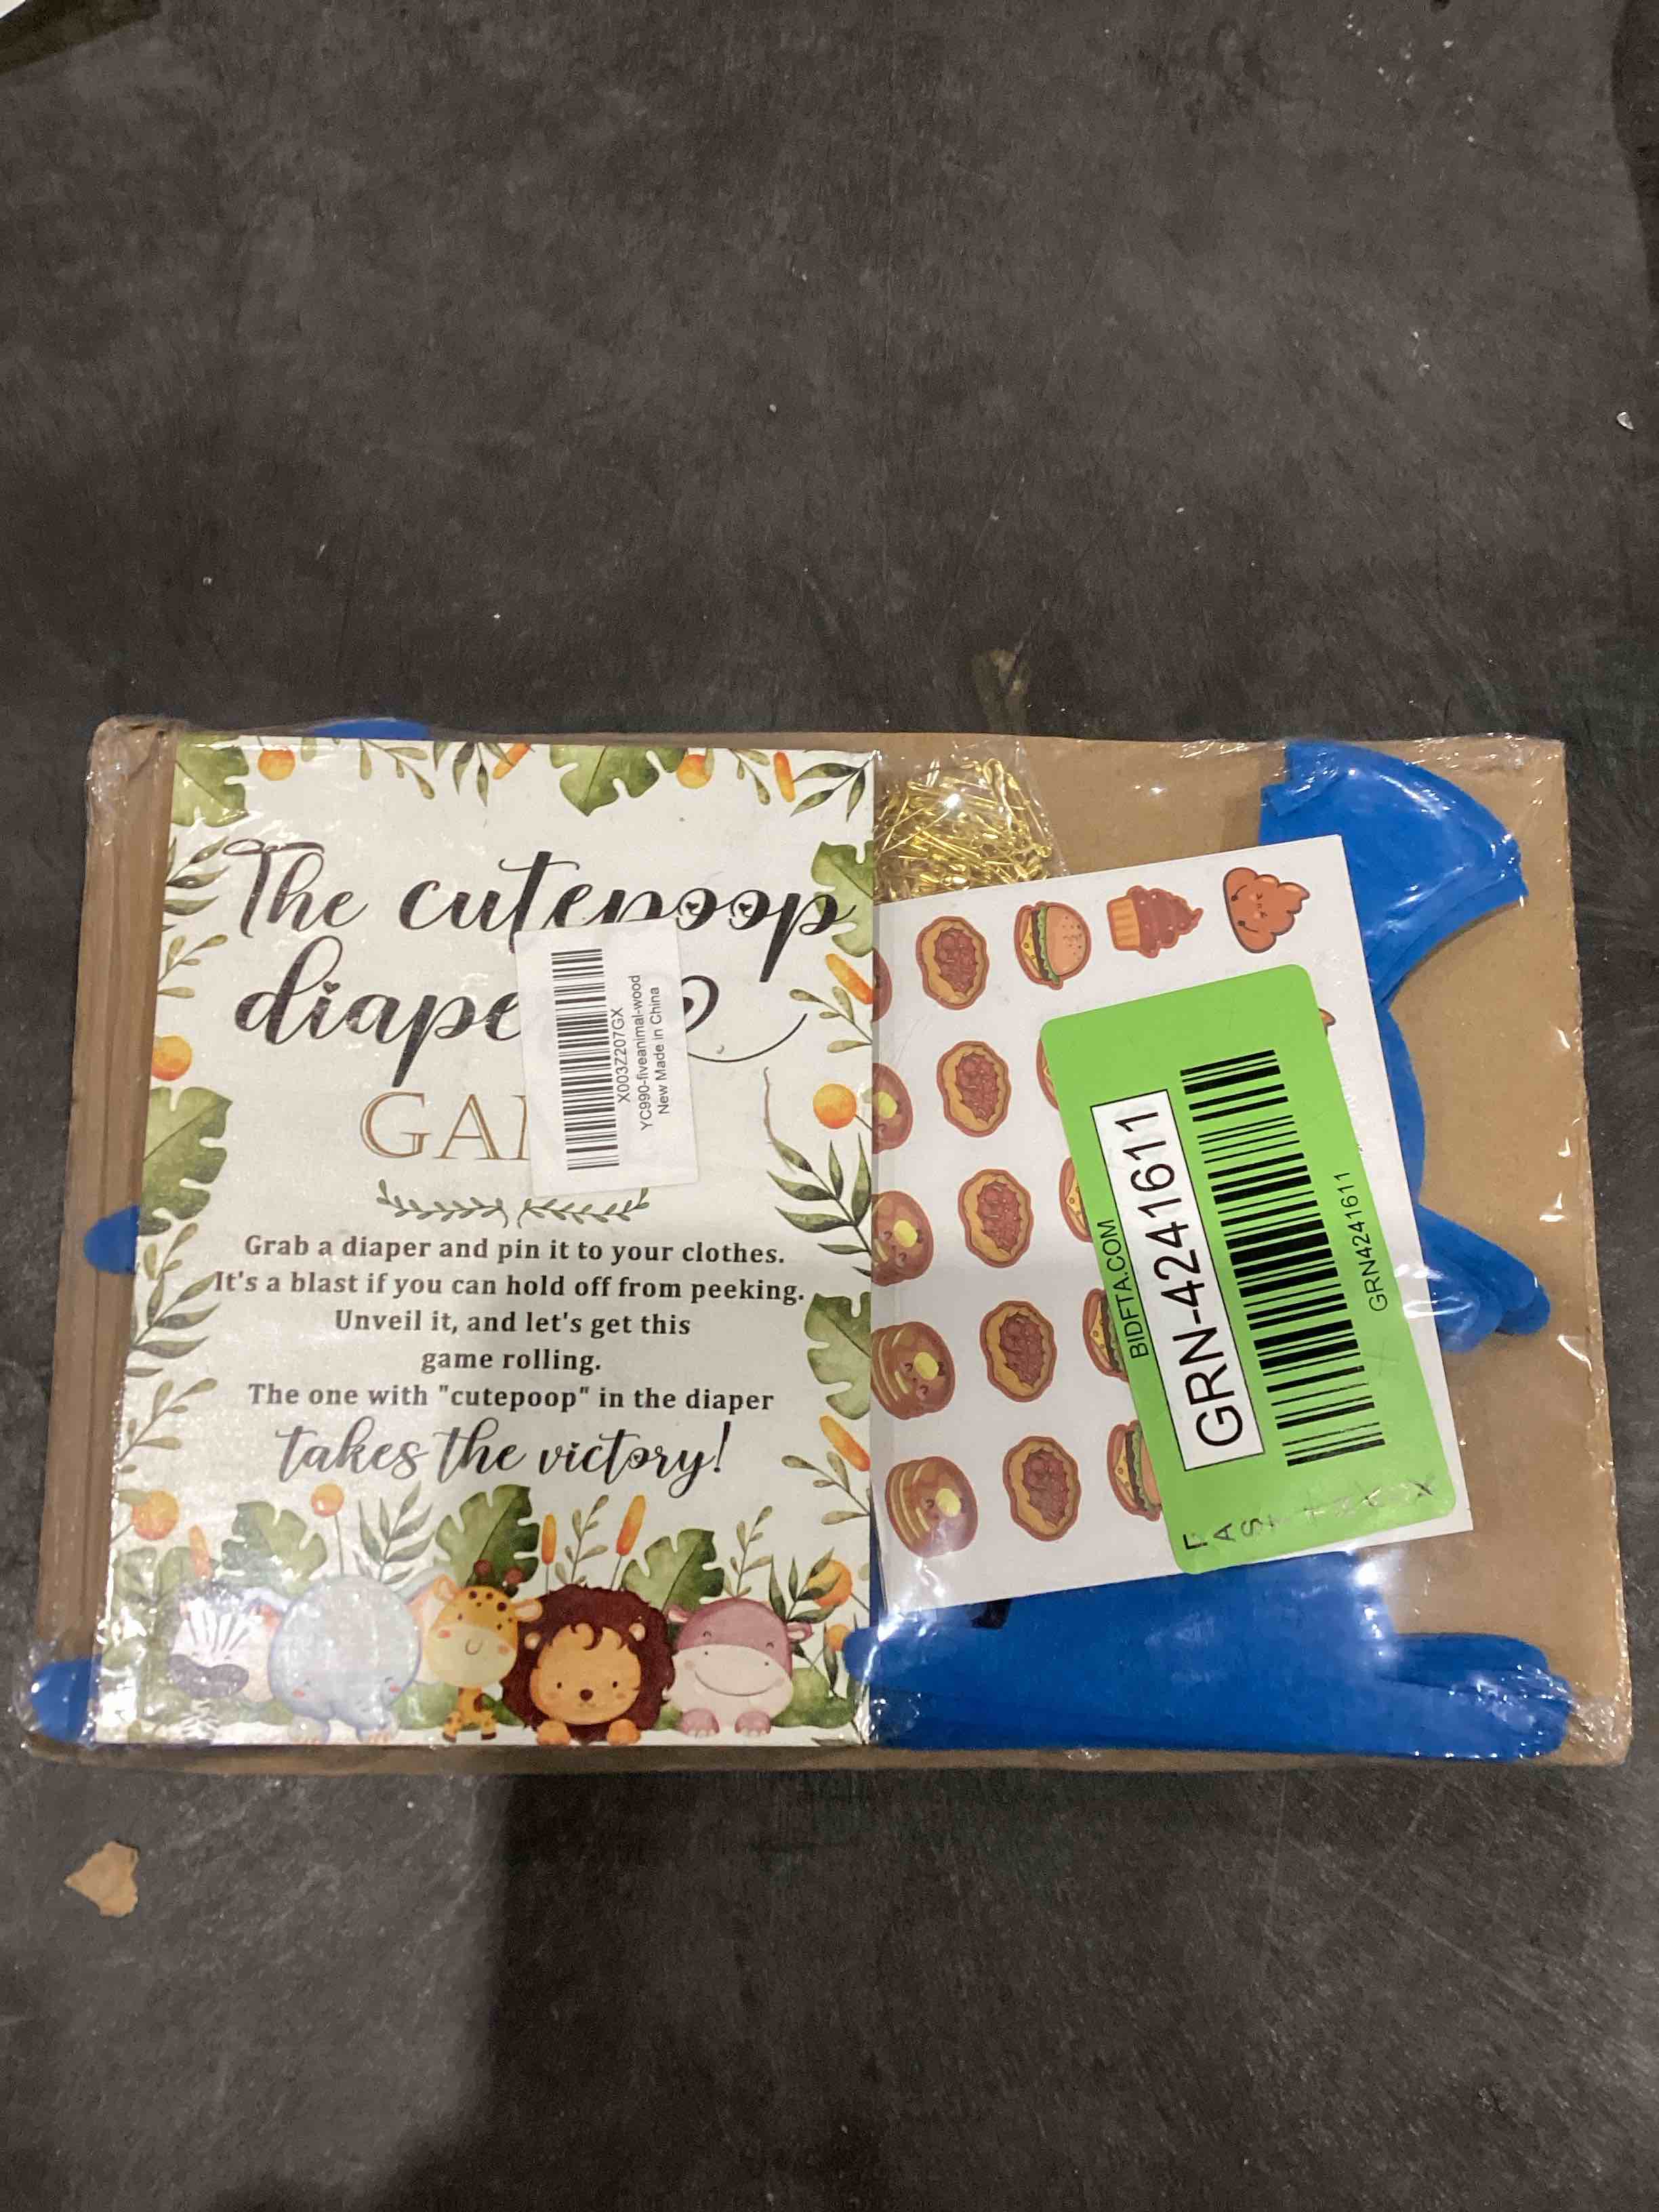 The cutepoop
diape
GA
X003Z207GX
YC990-fiveanimal-wood
New Made in China
Grab a diaper and pin it to your clothes.
It's a blast if you can hold off from peeking.
Unveil it, and let's get this
game rolling.
The one with "cutepoop" in the diaper
takes the victory!
BIDFTA.COM
GRN-4241611
GRN4241611